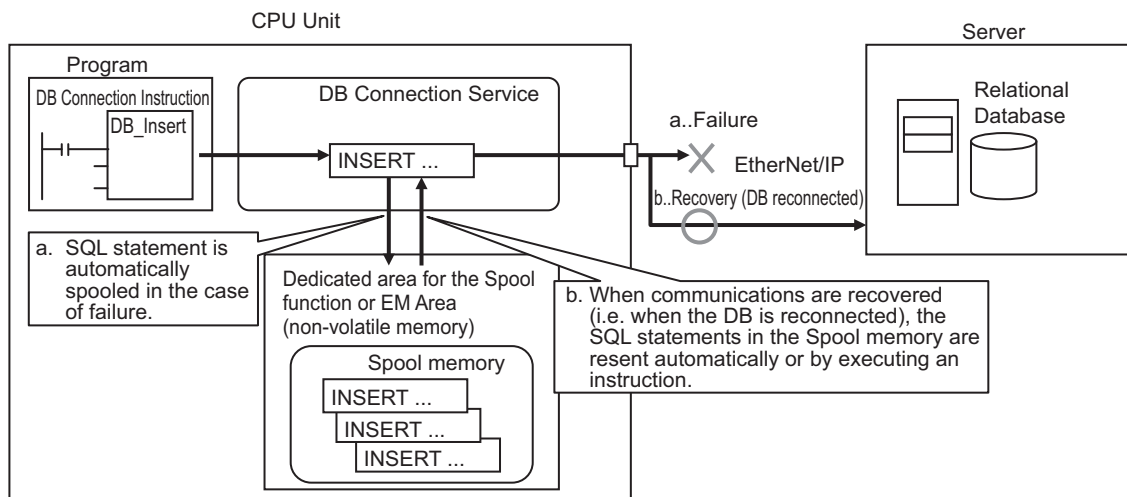 CPU Unit
Server
Program
DB Connection Instruction
DB_Insert
DB Connection Service
INSERT ...
a..Failure
EtherNet/IP
b..Recovery (DB reconnected)
Relational
Database
a. SQL statement is
automatically
spooled in the case
of failure.
Dedicated area for the Spool
function or EM Area
(non-volatile memory)
Spool memory
INSERT ...
INSERT ...
INSERT ...
b. When communications are recovered
(i.e. when the DB is reconnected), the
SQL statements in the Spool memory are
resent automatically or by executing an
instruction.